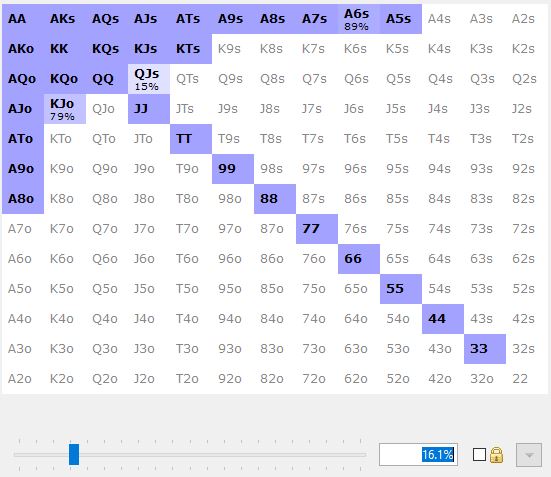 AA AKs AQs AJs ATs A9s A8s A7s A6s A5s A4s A3s A2s
89%
AKo KK KQs KJs KTs K9s K8s K7s K6s K5s K4s K3s K2s
AQo KQo QQ QJs QTs Q9s Q8s Q7s Q6s Q5s Q4s Q3s Q2s
15%
AJo KJo QJo JJ JTs J9s J8s J7s J6s J5s J4s J3s J2s
79%
ATo KTo QTo JTo TT T9s T8s T7s T6s T5s T4s T3s T2s
A9o K9o Q9o J9o T9o 99 98s 97s 96s 95s 94s 93s 92s
A8o K8o Q8o J8o T8o 98o 88 87s 86s 85s 84s 83s 82s
A7o K7o Q7o J7o T7o 97o 87o 77 76s 75s 74s 73s 72s
A6o K6o Q6o J6o T6o 96o 86o 76o 66 65s 64s 63s 62s
A5o K5o Q5o J5o T5o 95o 85o 75o 65o 55 54s 53s 52s
A4o K4o Q4o J4o T4o 94o 84o 74o 64o 54o 44 43s 42s
A3o K3o Q3o J3o T3o 93o 83o 73o 63o 53o 43o 33 32s
A2o K2o Q2o J2o T2o 92o 82o 72o 62o 52o 42o 32o 22
16.1%